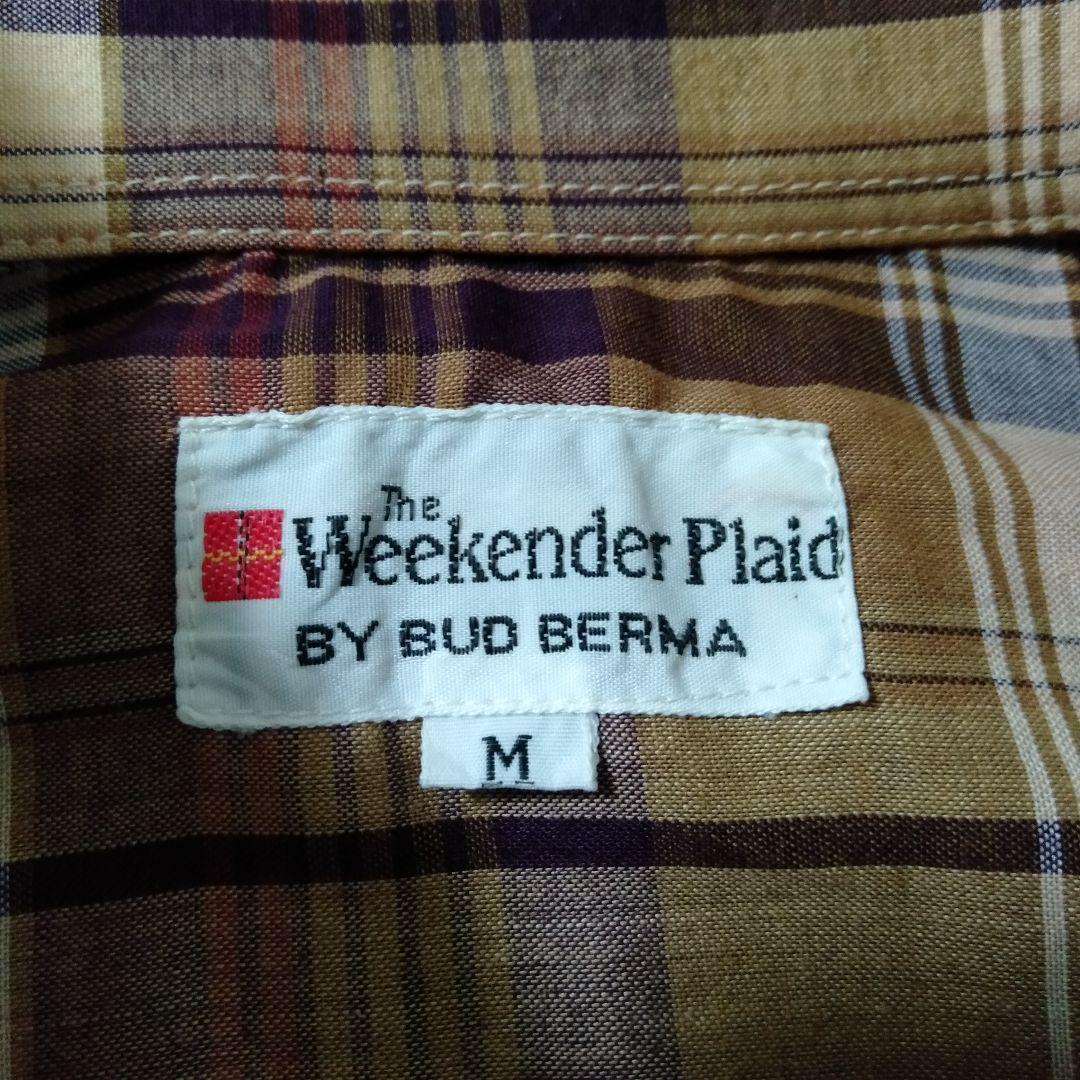 The
Weekender Plaid
BY BUD BERMA
M